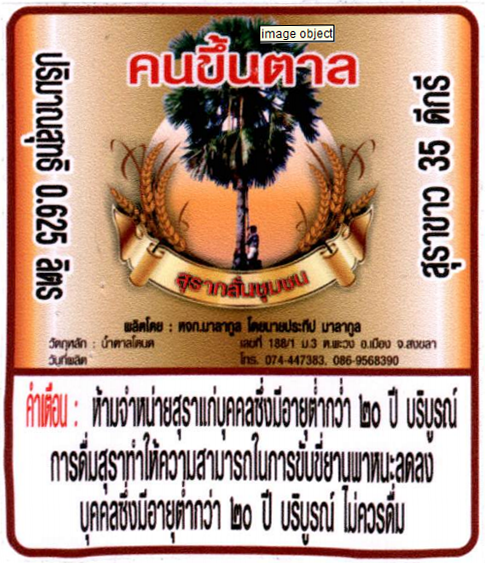 image object
คนขึ้นตาล
ปริมาณสุทธิ 0.625 ลิตร
สุราขาว 35 ดีกรี
สุรากลั่นชุมชน
ผลิตโดย : หจก.มาลากูล โดยนายประทีป มาลากูล
วัตถุหลัก : น้ำตาลโตนด เลขที่ 188/1 ม.3 ต.พะวง อ.เมือง จ.สงขลา
วันที่ผลิต โทร. 074-447383, 086-9568390
คำเตือน : ห้ามจำหน่ายสุราแก่บุคคลซึ่งมีอายุต่ำกว่า ๒๐ ปี บริบูรณ์
การดื่มสุราทำให้ความสามารถในการขับขี่ยานพาหนะลดลง
บุคคลซึ่งมีอายุต่ำกว่า ๒๐ ปี บริบูรณ์ ไม่ควรดื่ม